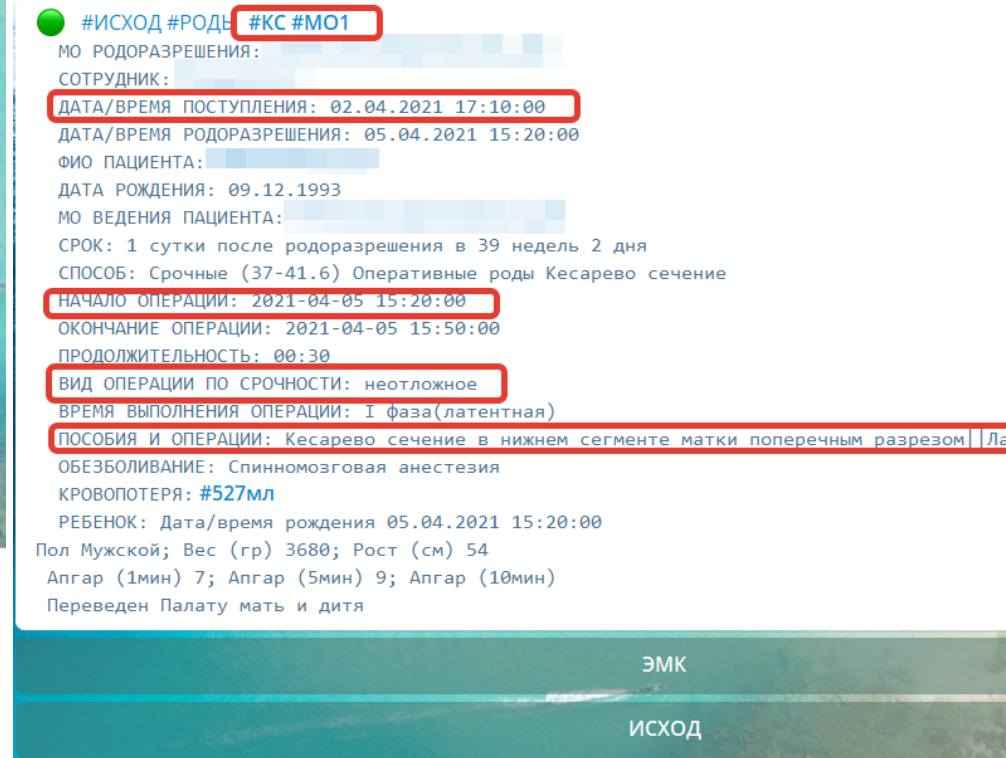 #ИСХОД #РОДЫ #КС #МО1
МО РОДОРАЗРЕШЕНИЯ:
СОТРУДНИК:
ДАТА/ВРЕМЯ ПОСТУПЛЕНИЯ: 02.04.2021 17:10:00
ДАТА/ВРЕМЯ РОДОРАЗРЕШЕНИЯ: 05.04.2021 15:20:00
ФИО ПАЦИЕНТА:
ДАТА РОЖДЕНИЯ: 09.12.1993
МО ВЕДЕНИЯ ПАЦИЕНТА:
СРОК: 1 сутки после родоразрешения в 39 недель 2 дня
СПОСОБ: Срочные (37-41.6) Оперативные роды Кесарево сечение
НАЧАЛО ОПЕРАЦИИ: 2021-04-05 15:20:00
ОКОНЧАНИЕ ОПЕРАЦИИ: 2021-04-05 15:50:00
ПРОДОЛЖИТЕЛЬНОСТЬ: 00:30
ВИД ОПЕРАЦИИ ПО СРОЧНОСТИ: неотложное
ВРЕМЯ ВЫПОЛНЕНИЯ ОПЕРАЦИИ: I фаза(латентная)
ПОСОБИЯ И ОПЕРАЦИИ: Кесарево сечение в нижнем сегменте матки поперечным разрезом||Ла
ОБЕЗБОЛИВАНИЕ: Спинномозговая анестезия
КРОВОПОТЕРЯ: #527мл
РЕБЕНОК: Дата/время рождения 05.04.2021 15:20:00
Пол Мужской; Вес (гр) 3680; Рост (см) 54
Апгар (1мин) 7; Апгар (5мин) 9; Апгар (10мин)
Переведен Палату мать и дитя
ЭМК
ИСХОД